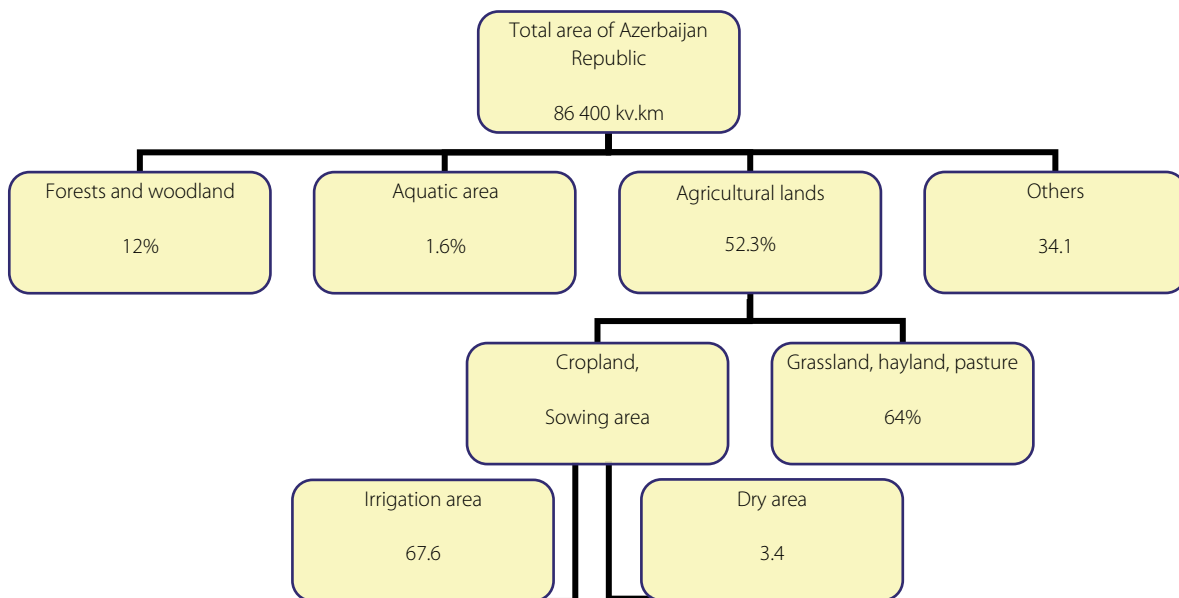 Total area of Azerbaijan
Republic
86 400 kv.km
Forests and woodland
12%
Aquatic area
1.6%
Agricultural lands
52.3%
Others
34.1
Cropland,
Sowing area
Grassland, hayland, pasture
64%
Irrigation area
67.6
Dry area
3.4